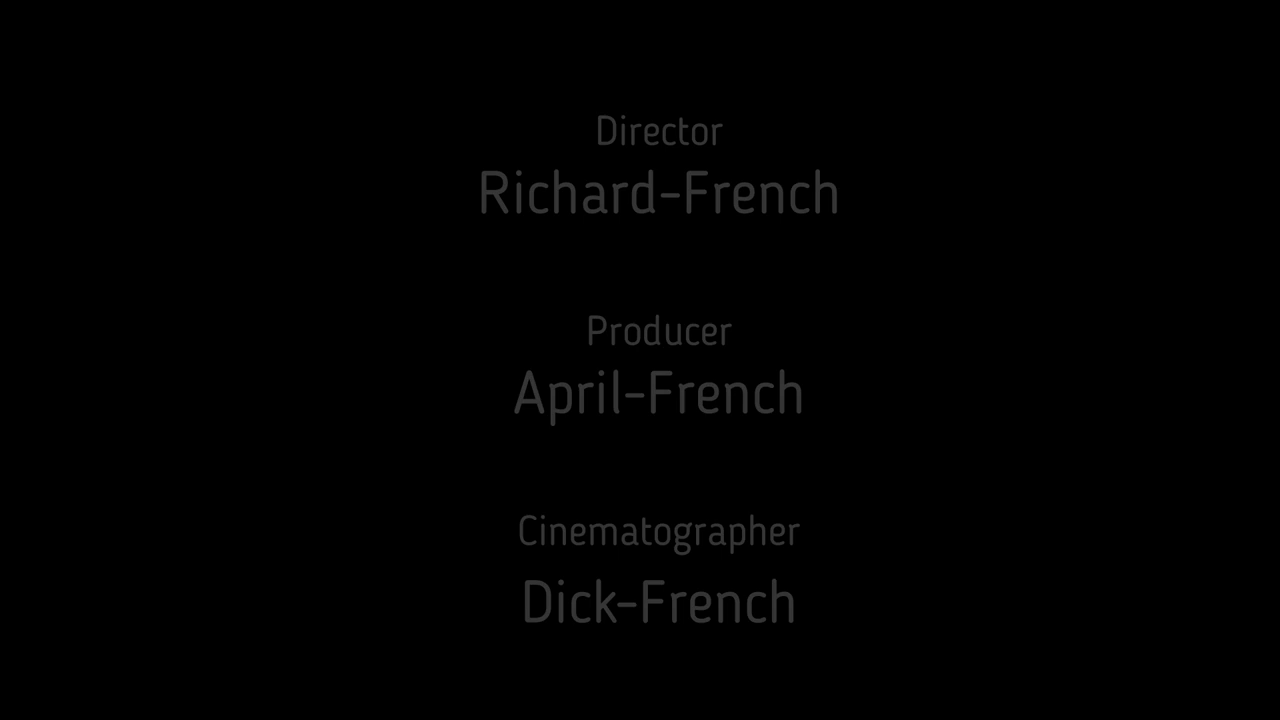 Director
Richard-French
Producer
April-French
Cinematographer
Dick-French